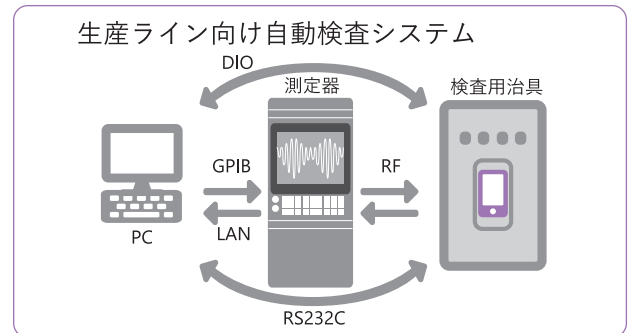 生産ライン向け自動検査システム
DIO
測定器
検査用治具
GPIB
RF
LAN
PC
RS232C